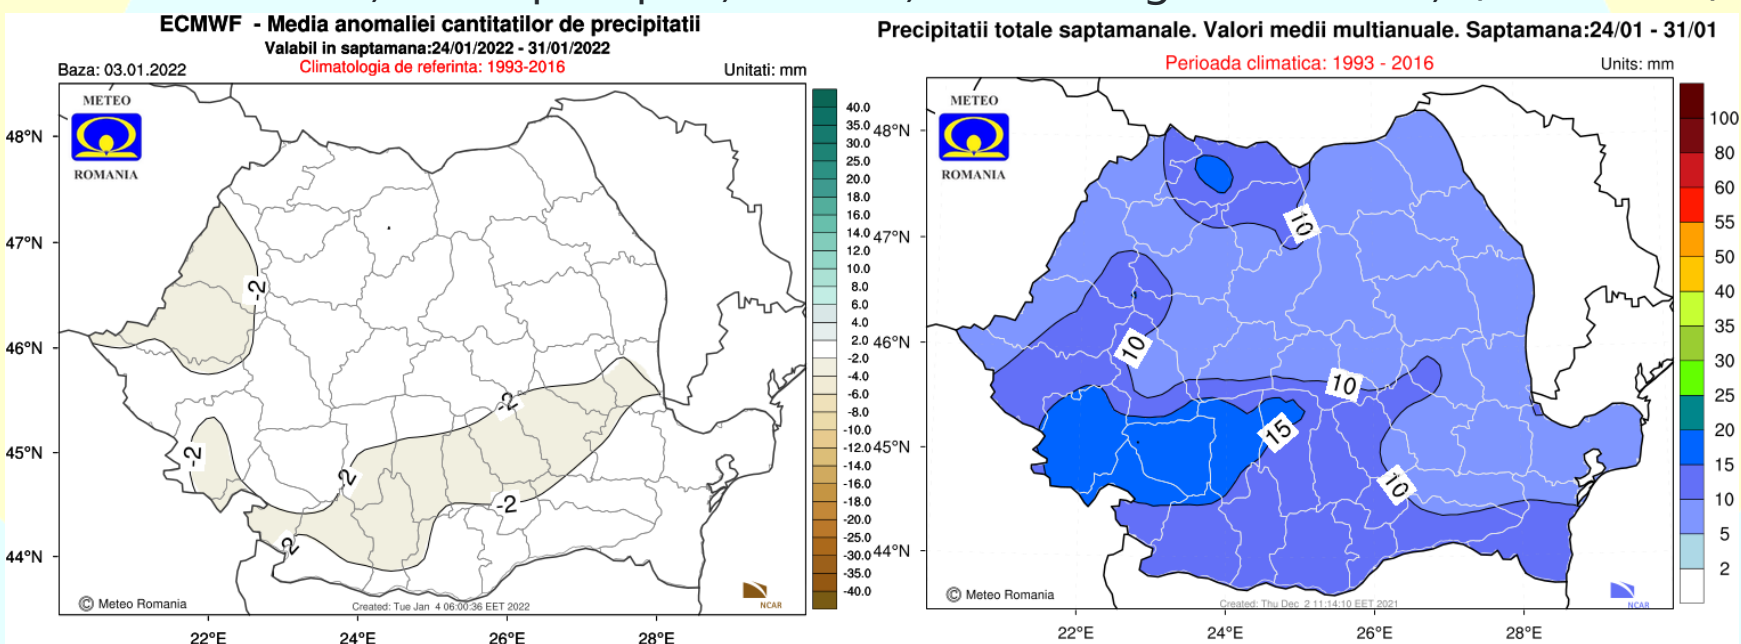 ECMWF - Media anomaliei cantitatilor de precipitatii
Valabil in saptamana:24/01/2022 - 31/01/2022
Baza: 03.01.2022
Climatologia de referinta: 1993-2016
Unitati: mm
METEO
ROMANIA
48°N
47°N
46°N
45°N
44°N
-2
-2
-2
2
-2
2
40.0
35.0
30.0
25.0
20.0
18.0
16.0
14.0
12.0
10.0
8.0
6.0
4.0
2.0
-2.0
-4.0
-6.0
-8.0
-10.0
-12.0
-14.0
-16.0
-18.0
-20.0
-25.0
-30.0
-35.0
-40.0
© Meteo Romania
Created: Tue Jan 4 06:00:36 EET 2022
NCAR
22°E
24°E
26°E
28°E
Precipitatii totale saptamanale. Valori medii multianuale. Saptamana:24/01 - 31/01
Perioada climatica: 1993 - 2016
Units: mm
METEO
ROMANIA
48°N
47°N
46°N
45°N
44°N
10
10
10
15
10
100
80
60
55
50
40
35
30
25
20
15
10
5
2
© Meteo Romania
Created: Thu Dec 2 11:14:10 EET 2021
NCAR
22°E
24°E
26°E
28°E